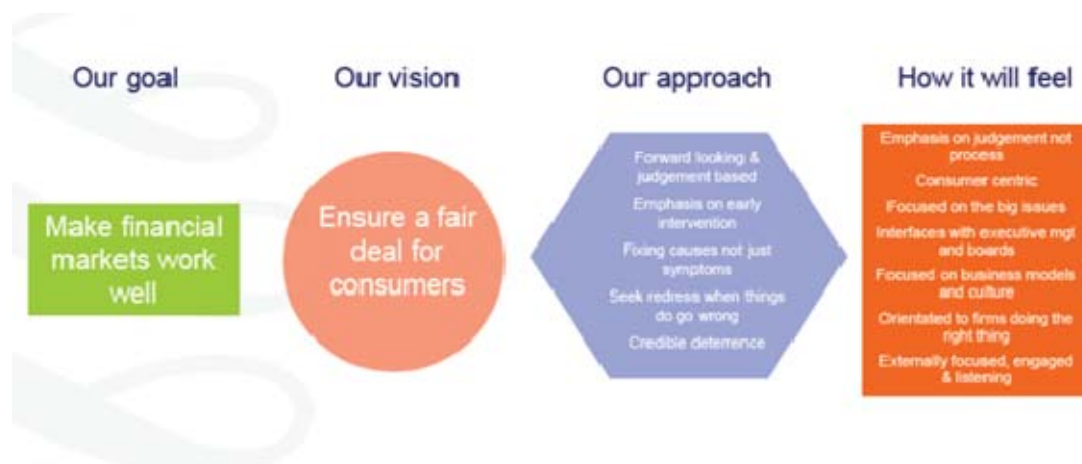 Our goal
Our vision
Our approach
How it will feel
Make financial
markets work
well
Ensure a fair
deal for
consumers
Forward looking &
judgement based
Emphasis on early
intervention
Fixing causes not just
symptoms
Seek redress when things
do go wrong
Credible deterrence
Emphasis on judgement not
process
Consumer centric
Focused on the big issues
Interfaces with executive mgt
and boards
Focused on business models
and culture
Orientated to firms doing the
right thing
Externally focused, engaged
& listening